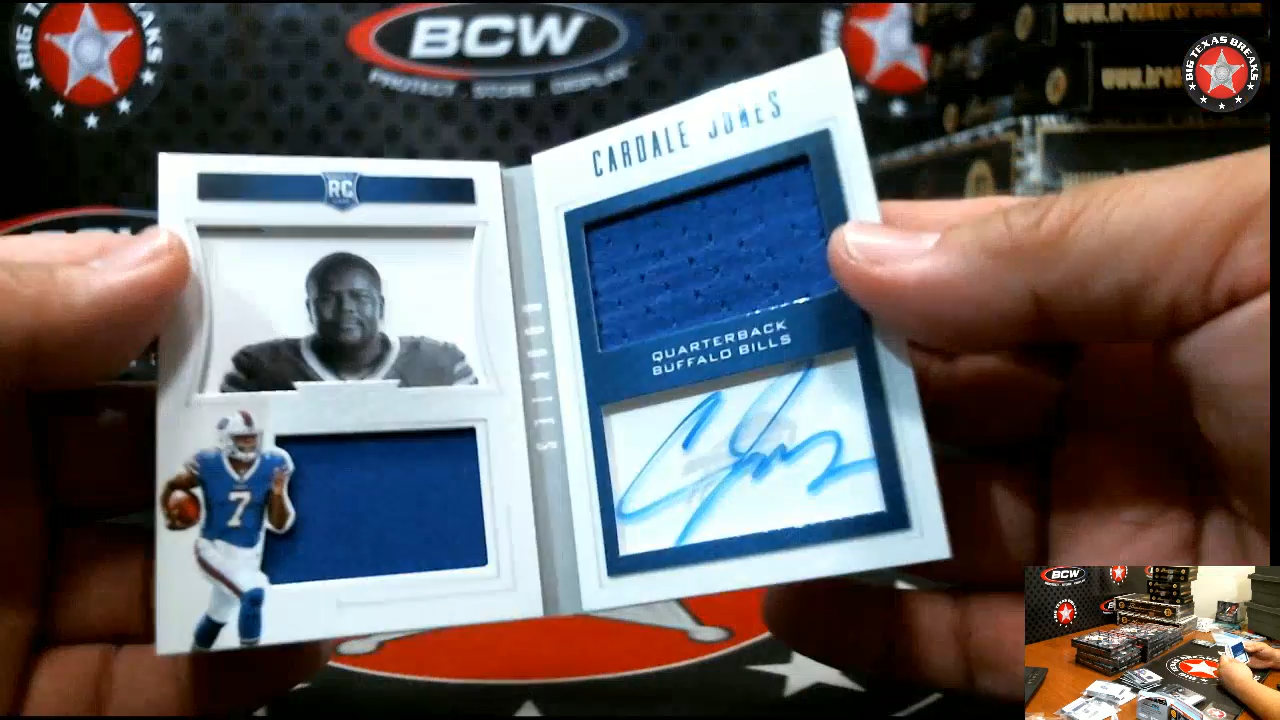 BIG TEXAS BREAKS
BCW
PROTECT . STORE . DISPLAY
BIG TEXAS BREAKS
RC
CARDALE JONES
ROOKIES
QUARTERBACK
BUFFALO BILLS
C Jones
7
BCW